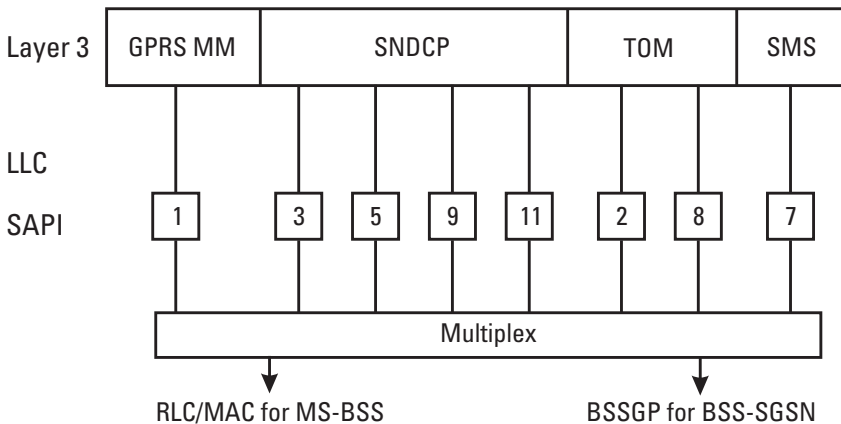 Layer 3 GPRS MM SNDCP TOM SMS
LLC
SAPI 1 3 5 9 11 2 8 7
Multiplex
RLC/MAC for MS-BSS BSSGP for BSS-SGSN